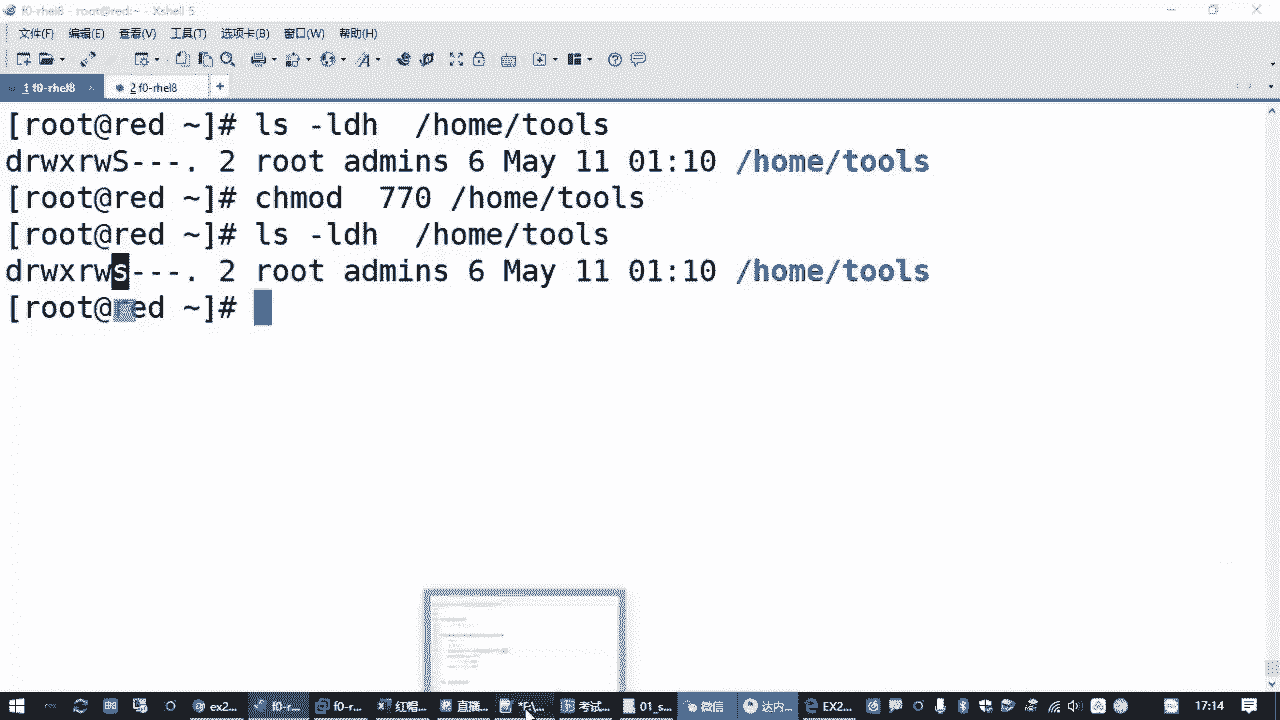 f0-rhel8 - root@red:~ - Xshell 5
文件(F) 编辑(E) 查看(V) 工具(T) 选项卡(B) 窗口(W) 帮助(H)
1 f0-rhel8 × 2 f0-rhel8 +
[root@red ~]# ls -ldh  /home/tools
drwxrwS---. 2 root admins 6 May 11 01:10 /home/tools
[root@red ~]# chmod  770 /home/tools
[root@red ~]# ls -ldh  /home/tools
drwxrws---. 2 root admins 6 May 11 01:10 /home/tools
[root@red ~]#
ex2... f0-r... f0-r... 红帽... 直播... 考试... 01_s... 微信 达内... EX2... 17:14